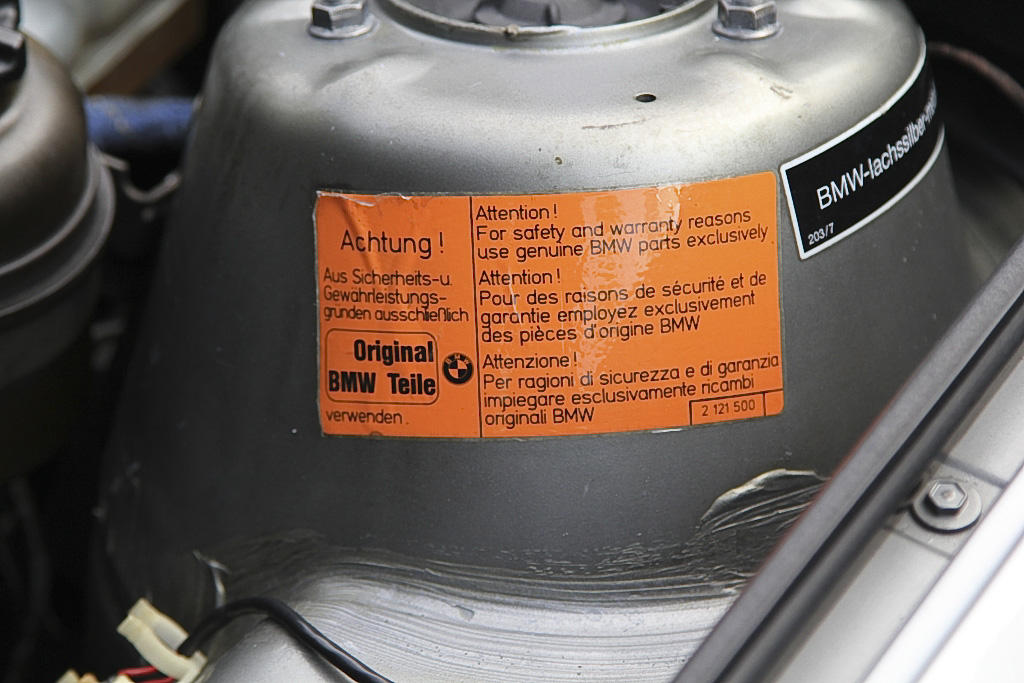 Achtung !
Aus Sicherheits-u.
Gewährleistungs-
gründen ausschließlich
Original
BMW Teile
BMW
verwenden.
Attention !
For safety and warranty reasons
use genuine BMW parts exclusively
Attention !
Pour des raisons de sécurité et de
garantie employez exclusivement
des pièces d'origine BMW
Attenzione !
Per ragioni di sicurezza e di garanzia
impiegare esclusivamente ricambi
originali BMW
2 121 500
BMW-lachssilber-
203/7